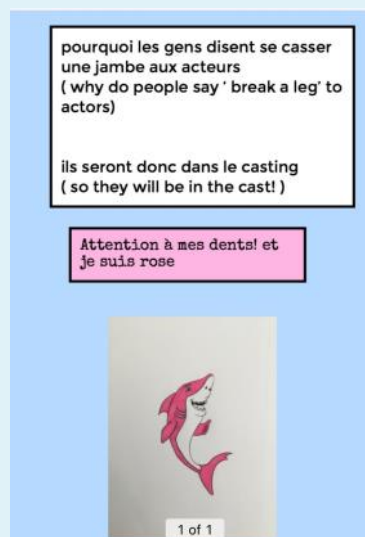 pourquoi les gens disent se casser
une jambe aux acteurs
( why do people say ' break a leg' to
actors)
ils seront donc dans le casting
( so they will be in the cast! )
Attention à mes dents! et
je suis rose
1 of 1